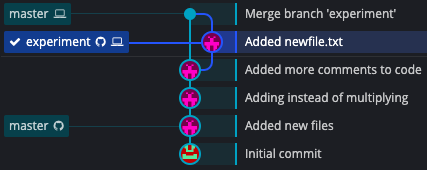 master Merge branch 'experiment'
experiment Added newfile.txt
Added more comments to code
Adding instead of multiplying
master Added new files
Initial commit